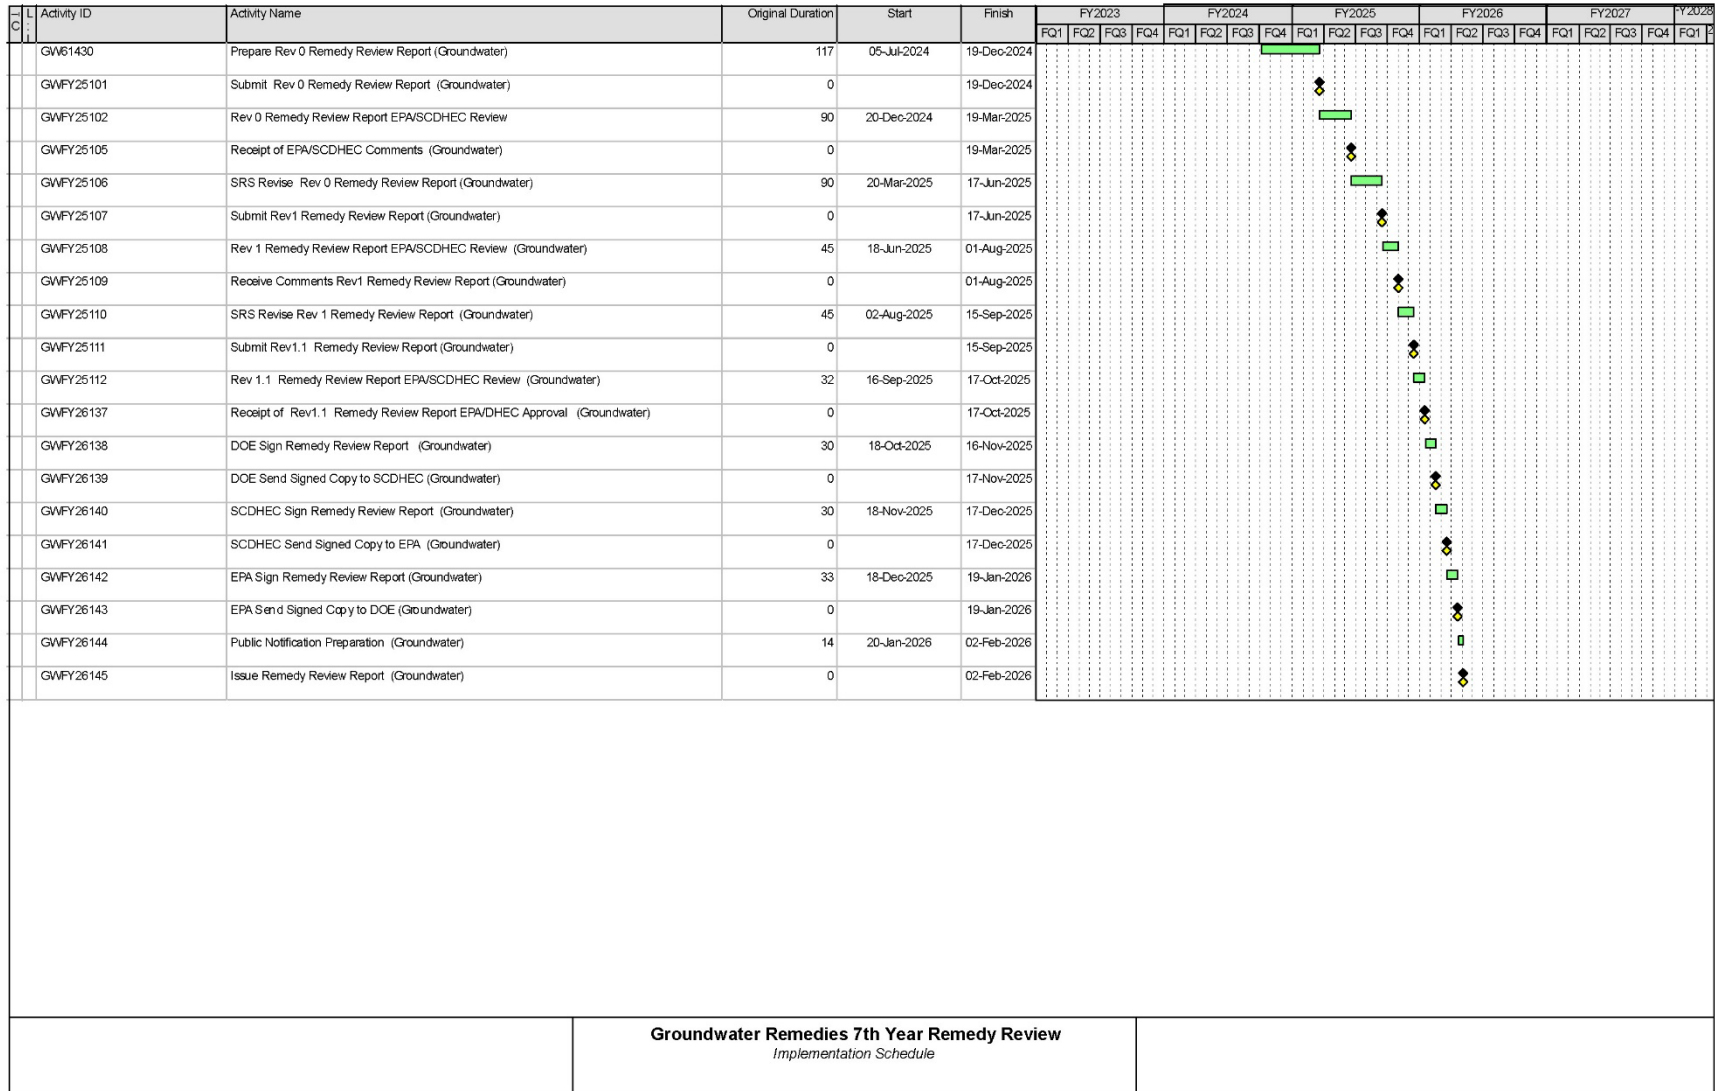 C L Activity ID Activity Name Original Duration Start Finish FY2023 FY2024 FY2025 FY2026 FY2027 FY2028
FQ1 FQ2 FQ3 FQ4 FQ1 FQ2 FQ3 FQ4 FQ1 FQ2 FQ3 FQ4 FQ1 FQ2 FQ3 FQ4 FQ1 FQ2 FQ3 FQ4 FQ1
GW61430 Prepare Rev 0 Remedy Review Report (Groundwater) 117 05-Jul-2024 19-Dec-2024
GWFY25101 Submit Rev 0 Remedy Review Report (Groundwater) 0 19-Dec-2024
GWFY25102 Rev 0 Remedy Review Report EPA/SCDHEC Review 90 20-Dec-2024 19-Mar-2025
GWFY25105 Receipt of EPA/SCDHEC Comments (Groundwater) 0 19-Mar-2025
GWFY25106 SRS Revise Rev 0 Remedy Review Report (Groundwater) 90 20-Mar-2025 17-Jun-2025
GWFY25107 Submit Rev1 Remedy Review Report (Groundwater) 0 17-Jun-2025
GWFY25108 Rev 1 Remedy Review Report EPA/SCDHEC Review (Groundwater) 45 18-Jun-2025 01-Aug-2025
GWFY25109 Receive Comments Rev1 Remedy Review Report (Groundwater) 0 01-Aug-2025
GWFY25110 SRS Revise Rev 1 Remedy Review Report (Groundwater) 45 02-Aug-2025 15-Sep-2025
GWFY25111 Submit Rev1.1 Remedy Review Report (Groundwater) 0 15-Sep-2025
GWFY25112 Rev 1.1 Remedy Review Report EPA/SCDHEC Review (Groundwater) 32 16-Sep-2025 17-Oct-2025
GWFY26137 Receipt of Rev1.1 Remedy Review Report EPA/DHEC Approval (Groundwater) 0 17-Oct-2025
GWFY26138 DOE Sign Remedy Review Report (Groundwater) 30 18-Oct-2025 16-Nov-2025
GWFY26139 DOE Send Signed Copy to SCDHEC (Groundwater) 0 17-Nov-2025
GWFY26140 SCDHEC Sign Remedy Review Report (Groundwater) 30 18-Nov-2025 17-Dec-2025
GWFY26141 SCDHEC Send Signed Copy to EPA (Groundwater) 0 17-Dec-2025
GWFY26142 EPA Sign Remedy Review Report (Groundwater) 33 18-Dec-2025 19-Jan-2026
GWFY26143 EPA Send Signed Copy to DOE (Groundwater) 0 19-Jan-2026
GWFY26144 Public Notification Preparation (Groundwater) 14 20-Jan-2026 02-Feb-2026
GWFY26145 Issue Remedy Review Report (Groundwater) 0 02-Feb-2026
Groundwater Remedies 7th Year Remedy Review
Implementation Schedule